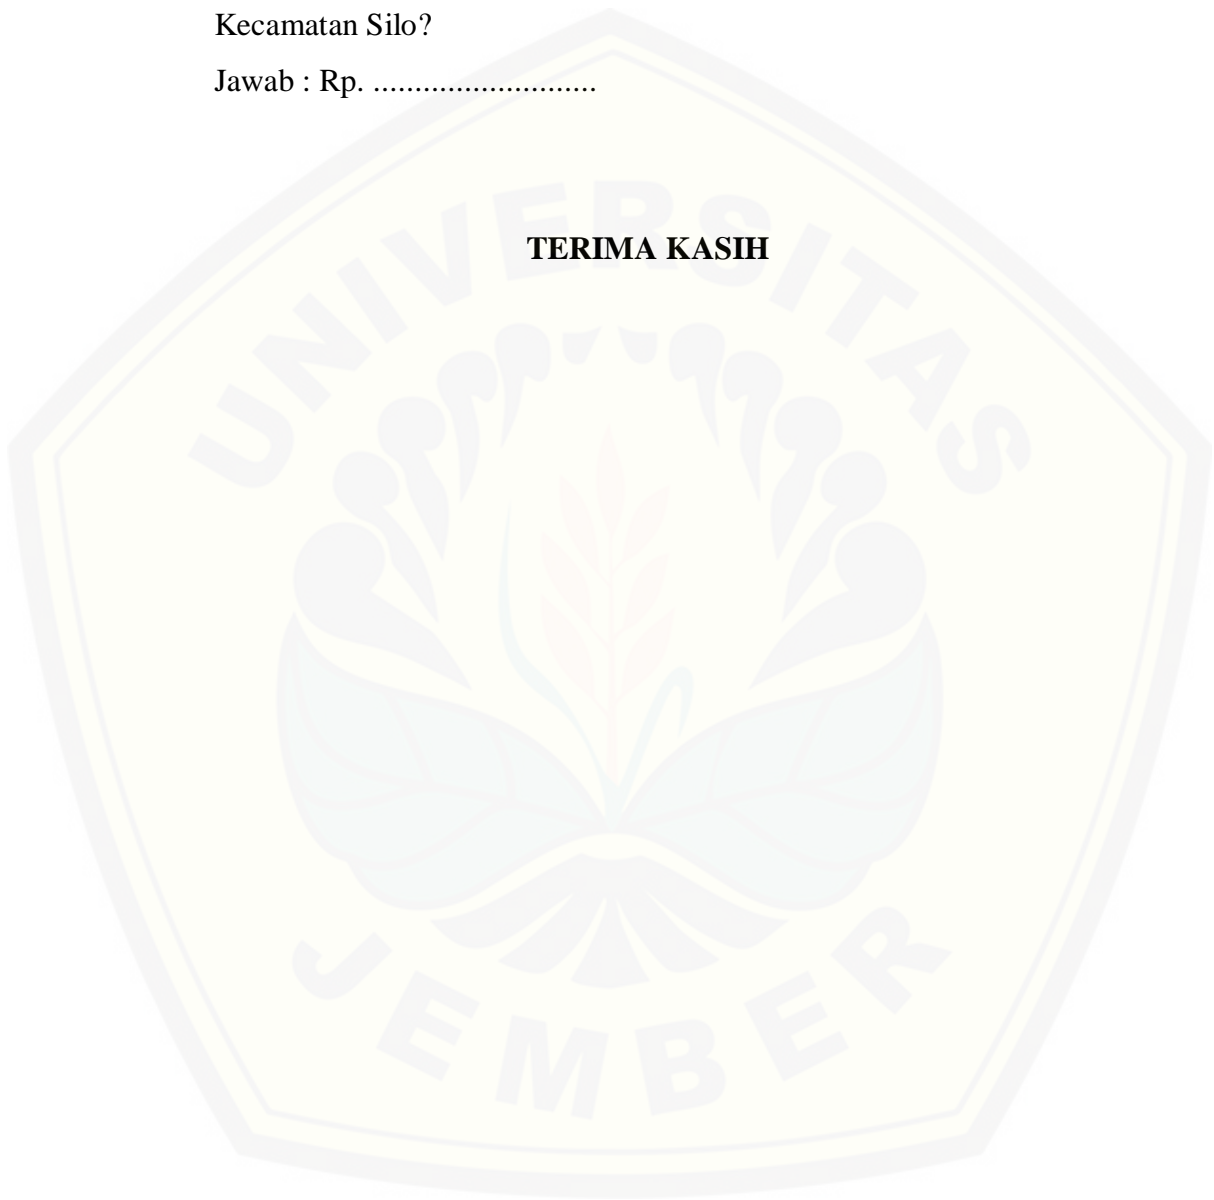 Kecamatan Silo?
Jawab : Rp. ...........................
TERIMA KASIH
UNIVERSITAS
JEMBER